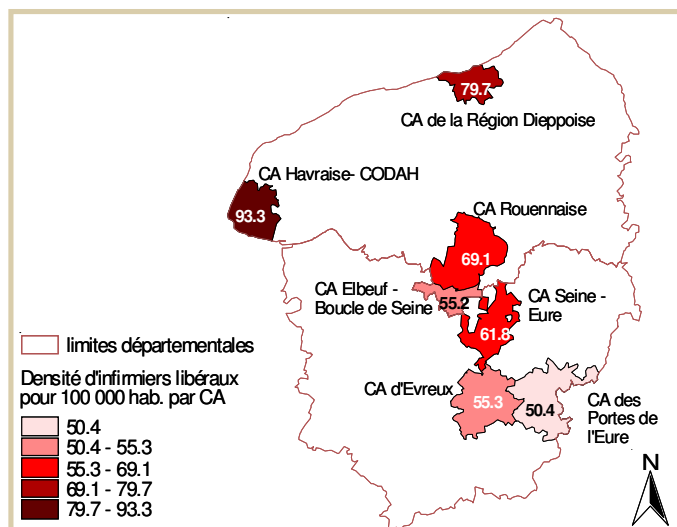 79.7
CA de la Région Dieppoise
CA Havraise- CODAH
93.3
CA Rouennaise
69.1
CA Elbeuf -
Boucle de Seine
55.2
CA Seine -
Eure
61.8
limites départementales
Densité d'infirmiers libéraux
pour 100 000 hab. par CA
50.4
50.4 - 55.3
55.3 - 69.1
69.1 - 79.7
79.7 - 93.3
CA d'Evreux
55.3
50.4
CA des
Portes de
l'Eure
N